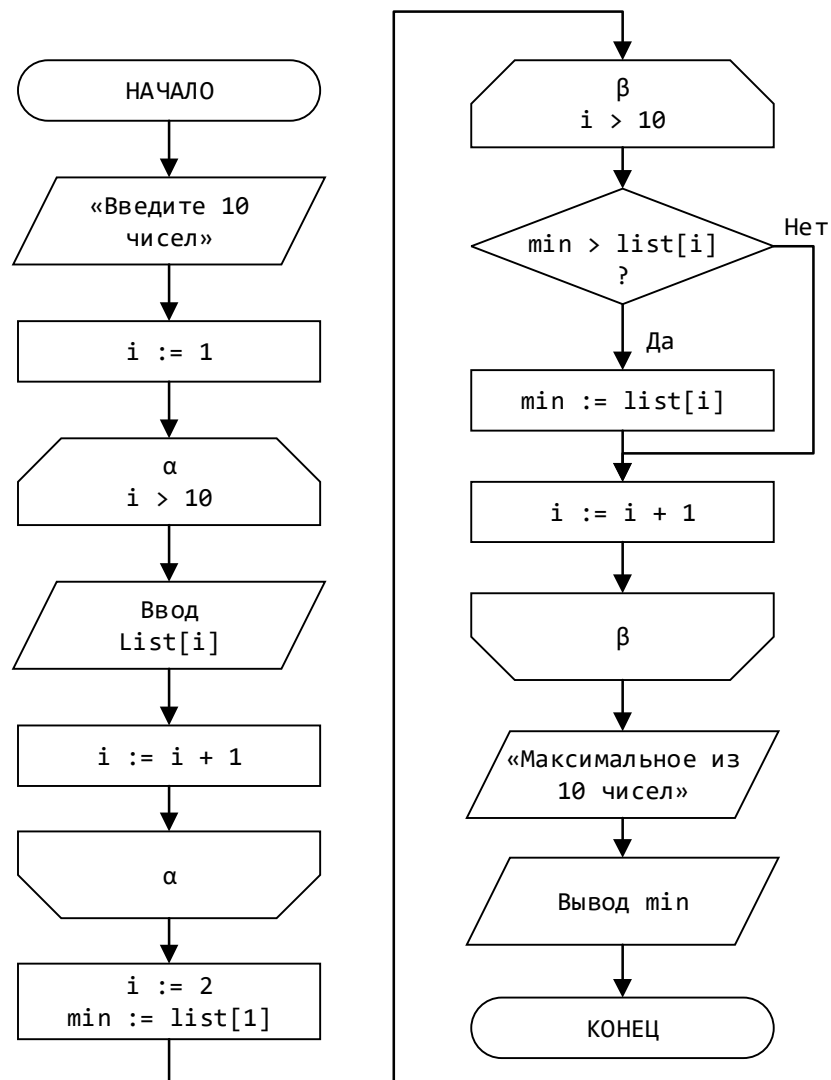 НАЧАЛО
«Введите 10
чисел»
i := 1
α
i > 10
Ввод
List[i]
i := i + 1
α
i := 2
min := list[1]
β
i > 10
min > list[i]
?
Нет
Да
min := list[i]
i := i + 1
β
«Максимальное из
10 чисел»
Вывод min
КОНЕЦ